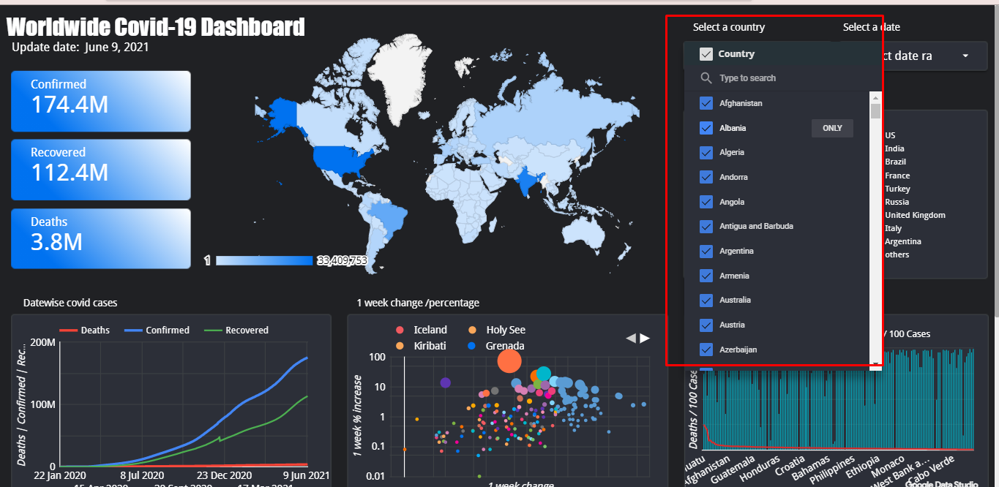 Worldwide Covid-19 Dashboard
Update date: June 9, 2021
Confirmed
174.4M
Recovered
112.4M
Deaths
3.8M
1
33,409,753
Select a country
Select a date
Country
Type to search
Afghanistan
Albania
ONLY
Algeria
Andorra
Angola
Antigua and Barbuda
Argentina
Armenia
Australia
Austria
Azerbaijan
ct date ra
US
India
Brazil
France
Turkey
Russia
United Kingdom
Italy
Argentina
others
Datewise covid cases
Deaths
Confirmed
Recovered
Deaths | Confirmed | Rec...
200M
100M
0
22 Jan 2020
8 Jul 2020
23 Dec 2020
9 Jun 2021
15 Apr 2020
30 Sept 2020
17 Mar 2021
1 week change /percentage
Iceland
Holy See
Kiribati
Grenada
1 week % increase
100
10
1
0.1
0.01
1 week change
/ 100 Cases
Deaths / 100 Case
uatu
Afghanistan
Guatemala
Honduras
Croatia
Bahamas
Philippines
Ethiopia
Monaco
West Bank a...
Cabo Verde
Google Data Studio